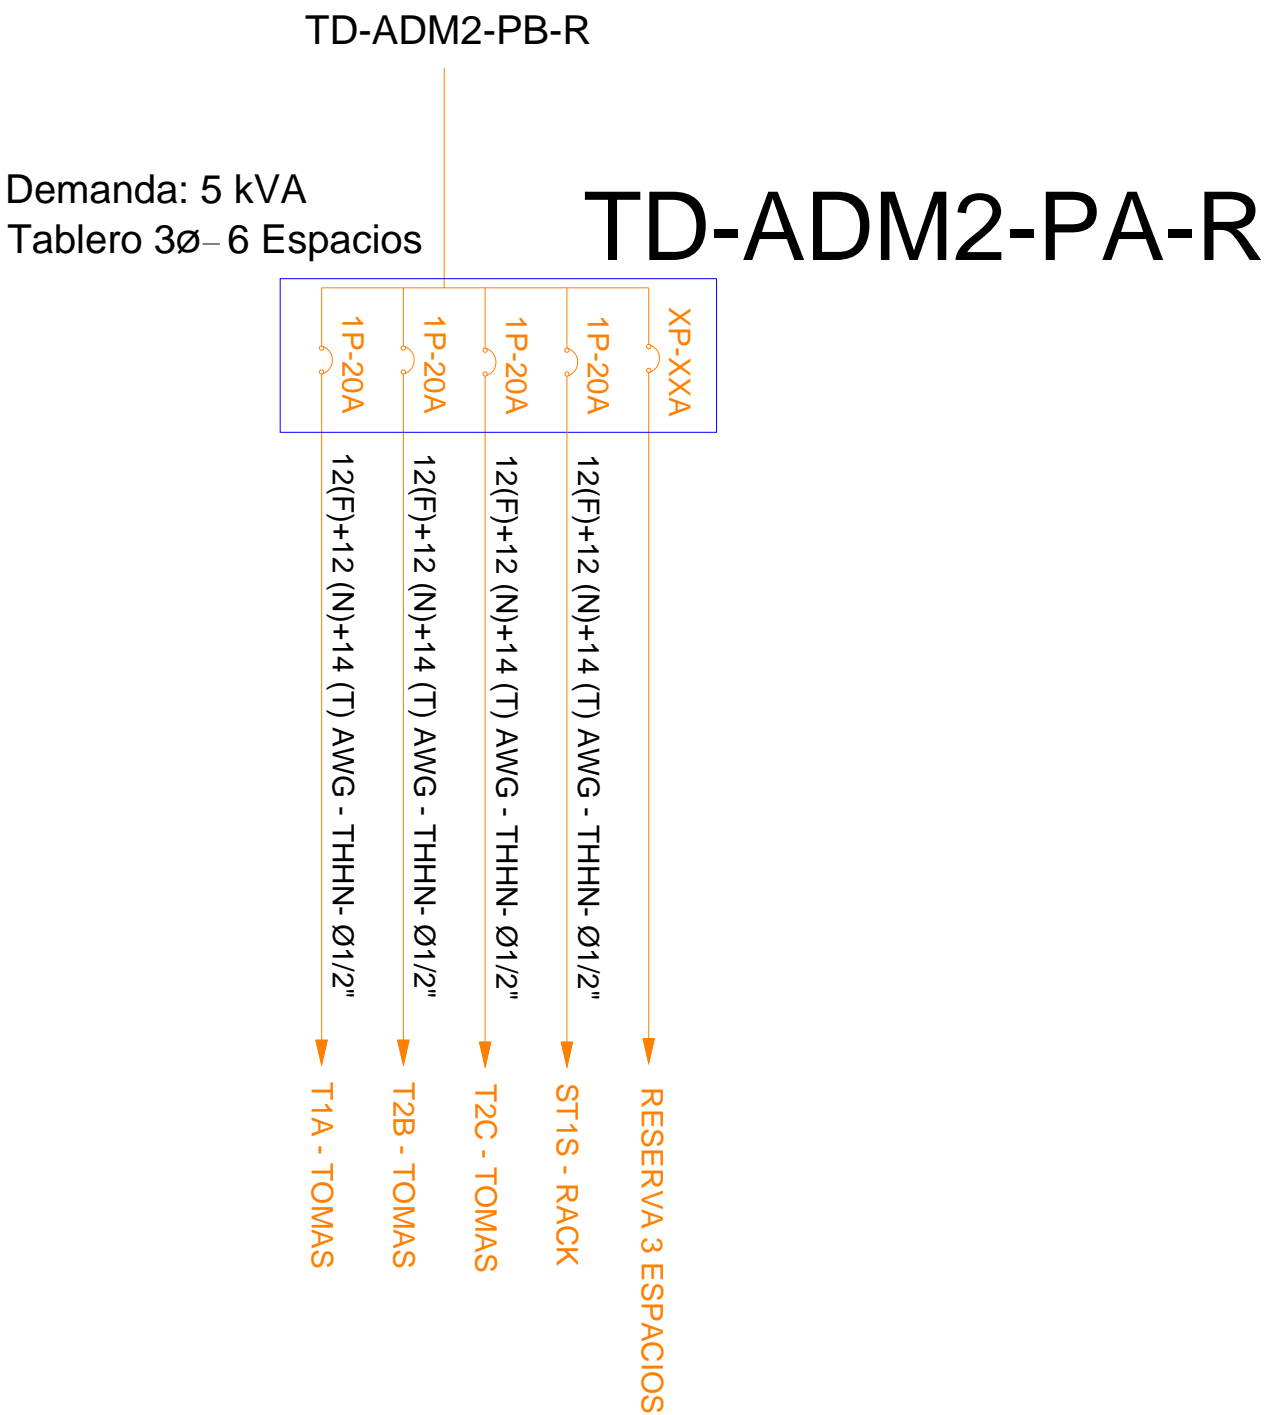 TD-ADM2-PB-R
Demanda: 5 kVA
Tablero 3ø– 6 Espacios
TD-ADM2-PA-R
1P-20A
1P-20A
1P-20A
1P-20A
XP-XXA
12(F)+12 (N)+14 (T) AWG - THHN- Ø1/2"
12(F)+12 (N)+14 (T) AWG - THHN- Ø1/2"
12(F)+12 (N)+14 (T) AWG - THHN- Ø1/2"
12(F)+12 (N)+14 (T) AWG - THHN- Ø1/2"
T1A - TOMAS
T2B - TOMAS
T2C - TOMAS
ST1S - RACK
RESERVA 3 ESPACIOS